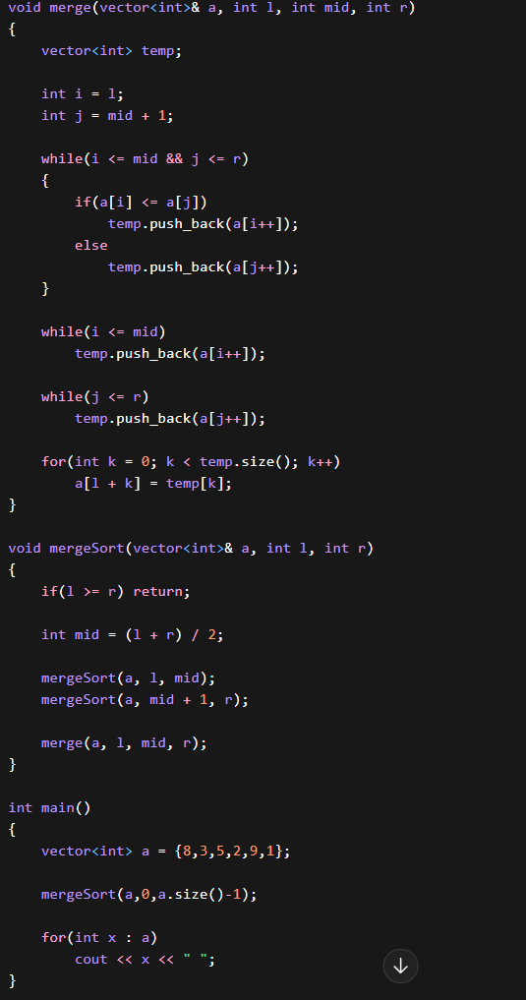 void merge(vector<int>& a, int l, int mid, int r)
{
    vector<int> temp;

    int i = l;
    int j = mid + 1;

    while(i <= mid && j <= r)
    {
        if(a[i] <= a[j])
            temp.push_back(a[i++]);
        else
            temp.push_back(a[j++]);
    }

    while(i <= mid)
        temp.push_back(a[i++]);

    while(j <= r)
        temp.push_back(a[j++]);

    for(int k = 0; k < temp.size(); k++)
        a[l + k] = temp[k];
}

void mergeSort(vector<int>& a, int l, int r)
{
    if(l >= r) return;

    int mid = (l + r) / 2;

    mergeSort(a, l, mid);
    mergeSort(a, mid + 1, r);

    merge(a, l, mid, r);
}

int main()
{
    vector<int> a = {8,3,5,2,9,1};

    mergeSort(a,0,a.size()-1);

    for(int x : a)
        cout << x << " ";
}